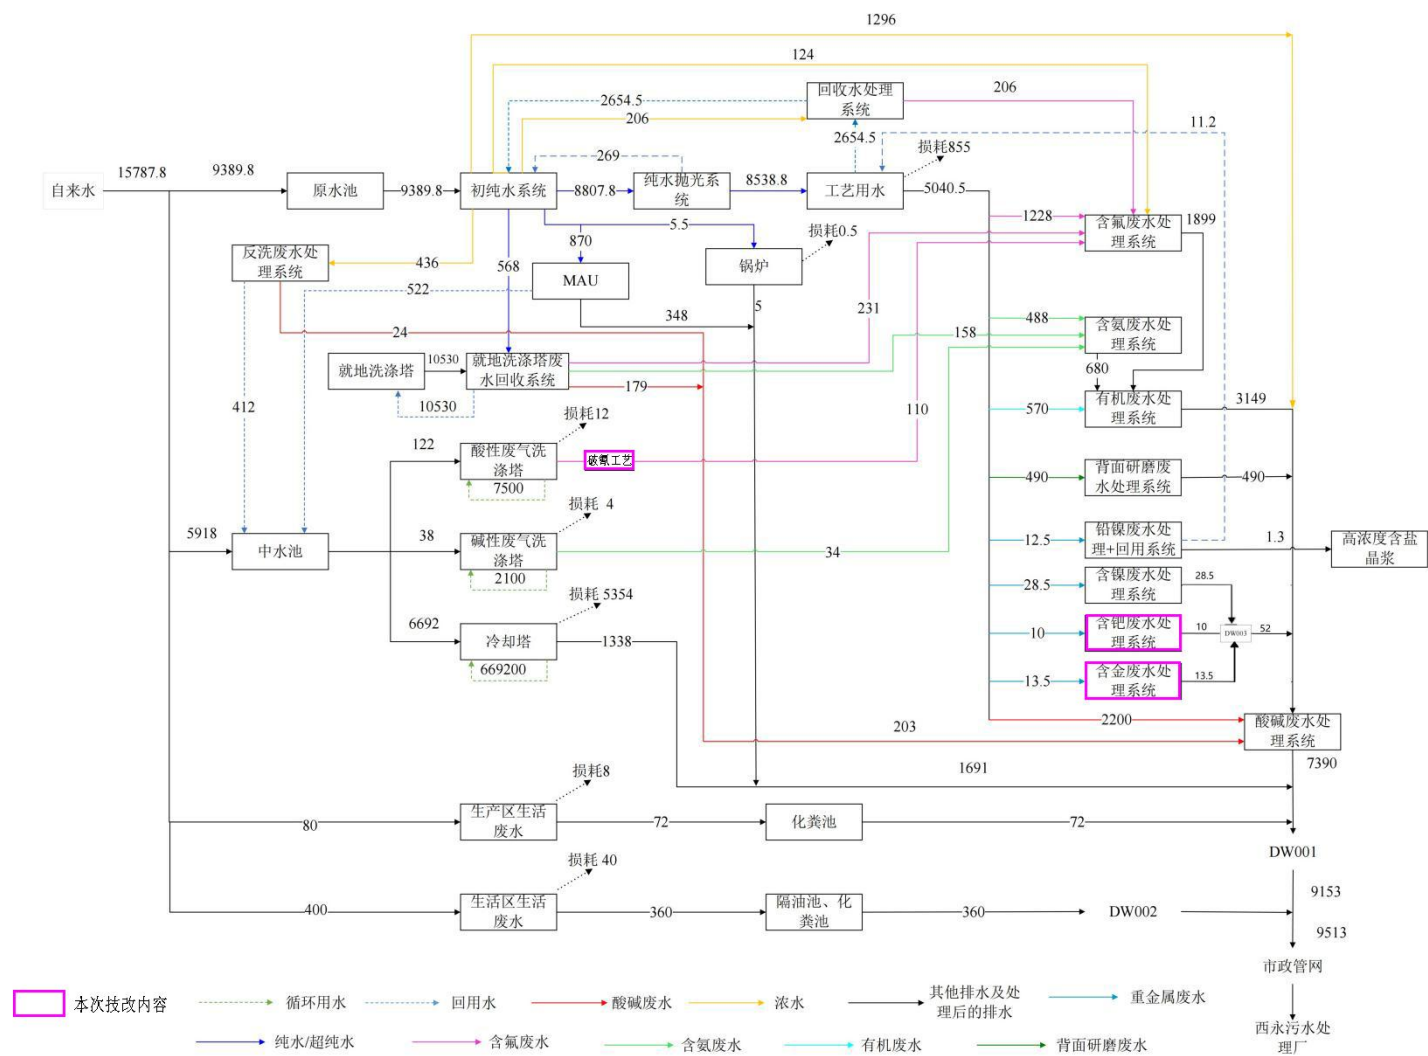 1296
124
回收水处理
系统
206
2654.5
206
2654.5
11.2
15787.8
9389.8
269
损耗855
自来水
原水池
9389.8
初纯水系统
8807.8
纯水抛光系
统
8538.8
工艺用水
5040.5
1228
含氟废水处
理系统
1899
5.5
损耗0.5
870
反洗废水处
理系统
436
568
MAU
锅炉
522
348
5
231
24
488
158
含氨废水处
理系统
680
就地洗涤塔
10530
就地洗涤塔废
水回收系统
179
10530
412
110
570
有机废水处
理系统
3149
损耗12
122
酸性废气洗
涤塔
破氰工艺
7500
490
背面研磨废
水处理系统
490
损耗 4
5918
中水池
38
碱性废气洗
涤塔
34
2100
12.5
铅镍废水处
理+回用系统
1.3
高浓度含盐
晶浆
28.5
含镍废水处
理系统
28.5
损耗 5354
6692
冷却塔
1338
669200
10
含钯废水处
理系统
10
DW003
52
13.5
含金废水处
理系统
13.5
2200
203
酸碱废水处
理系统
7390
1691
损耗8
80
生产区生活
废水
72
化粪池
72
DW001
损耗 40
400
生活区生活
废水
360
隔油池、化
粪池
360
DW002
9153
9513
市政管网
西永污水处
理厂
本次技改内容
循环用水
回用水
酸碱废水
浓水
其他排水及处
理后的排水
重金属废水
纯水/超纯水
含氟废水
含氨废水
有机废水
背面研磨废水